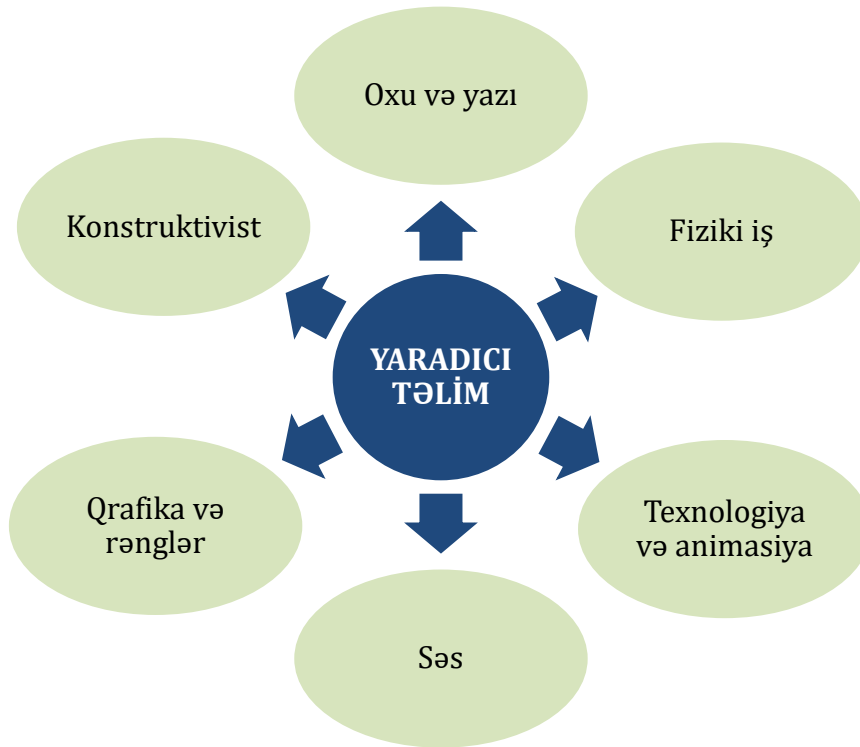 Oxu və yazı
Konstruktivist
Fiziki iş
YARADICI
TƏLİM
Qrafika və
rənglər
Texnologiya
və animasiya
Səs